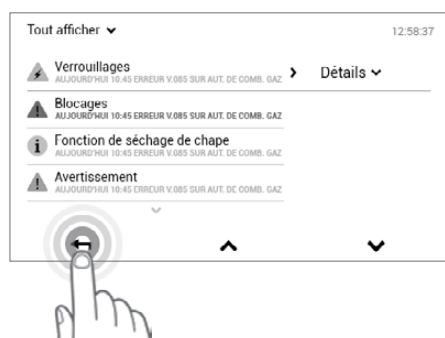 Tout afficher
12:58:37
Verrouillages
AUJOURD'HUI 10:45 ERREUR V.085 SUR AUT. DE COMB. GAZ
Détails
Blocages
AUJOURD'HUI 10:45 ERREUR V.085 SUR AUT. DE COMB. GAZ
Fonction de séchage de chape
AUJOURD'HUI 10:45 ERREUR V.085 SUR AUT. DE COMB. GAZ
Avertissement
AUJOURD'HUI 10:45 ERREUR V.085 SUR AUT. DE COMB. GAZ